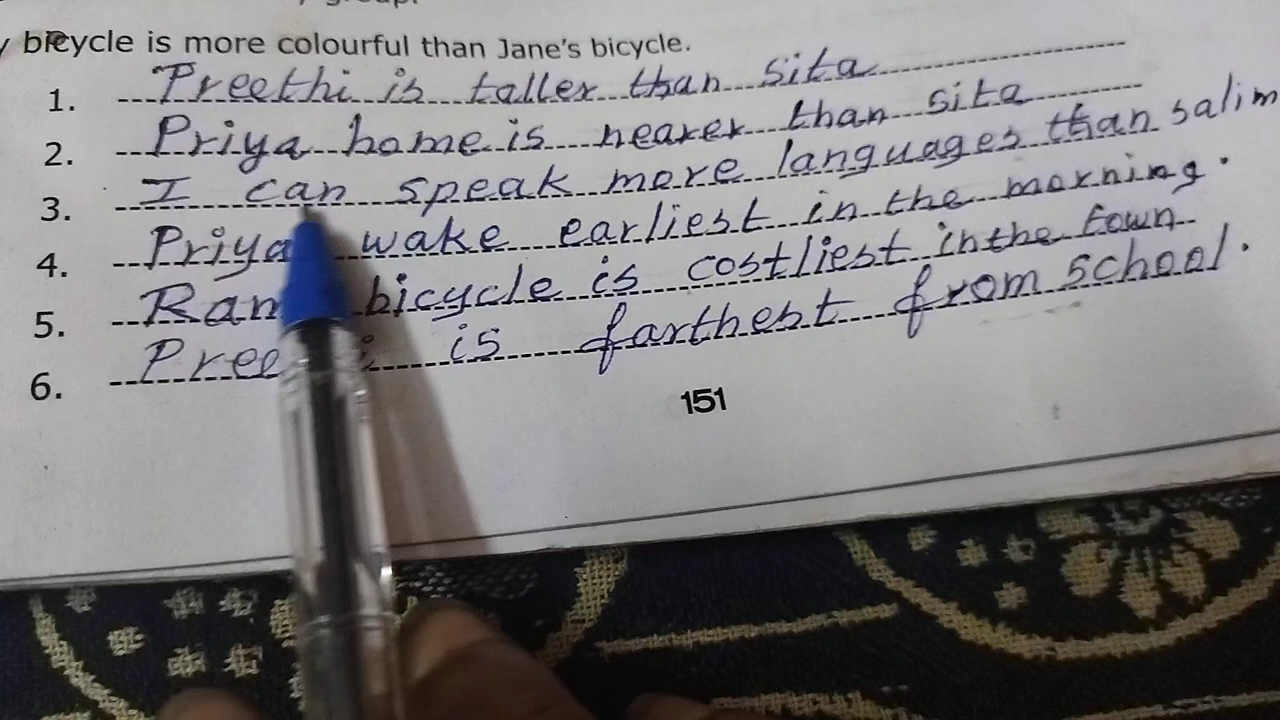 bicycle is more colourful than Jane's bicycle.
1. Preethi is taller than sita
2. Priya home is nearer than sita
3. I can speak more languages than salim
4. Priya wake earliest in the morning.
5. Ram bicycle is costliest in the town
6. is farthest from school.
151